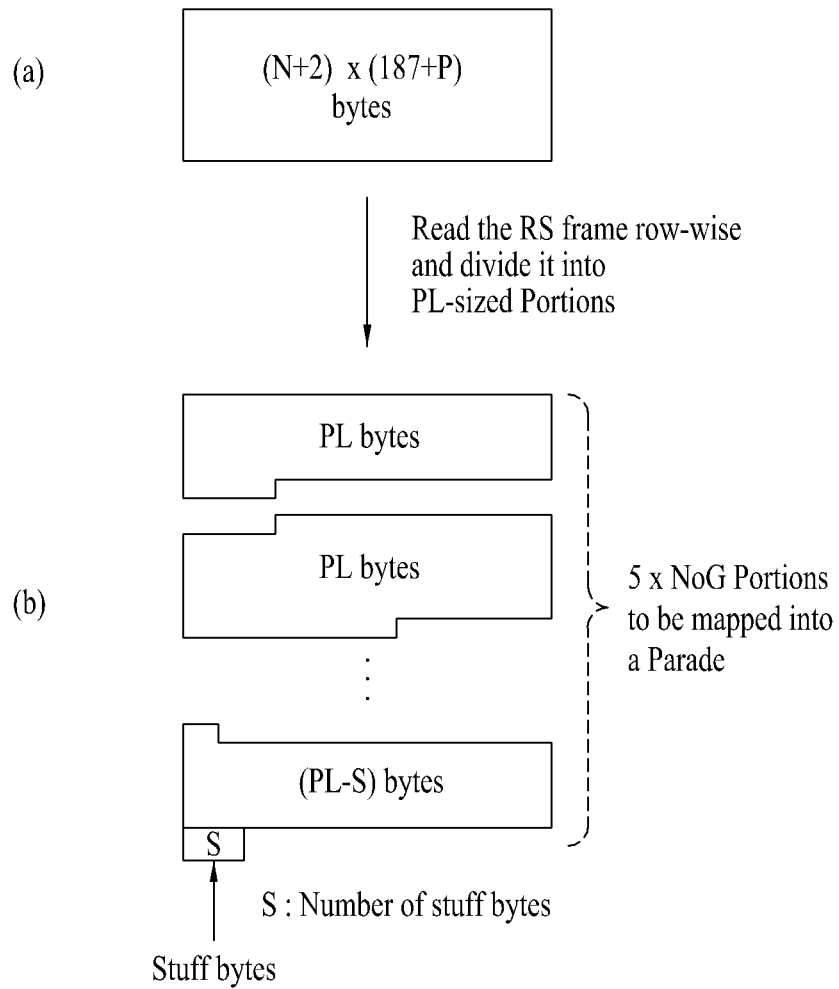 (a)
(N+2) x (187+P)
bytes
Read the RS frame row-wise
and divide it into
PL-sized Portions
PL bytes
PL bytes
(b)
5 x NoG Portions
to be mapped into
a Parade
(PL-S) bytes
S
S : Number of stuff bytes
Stuff bytes